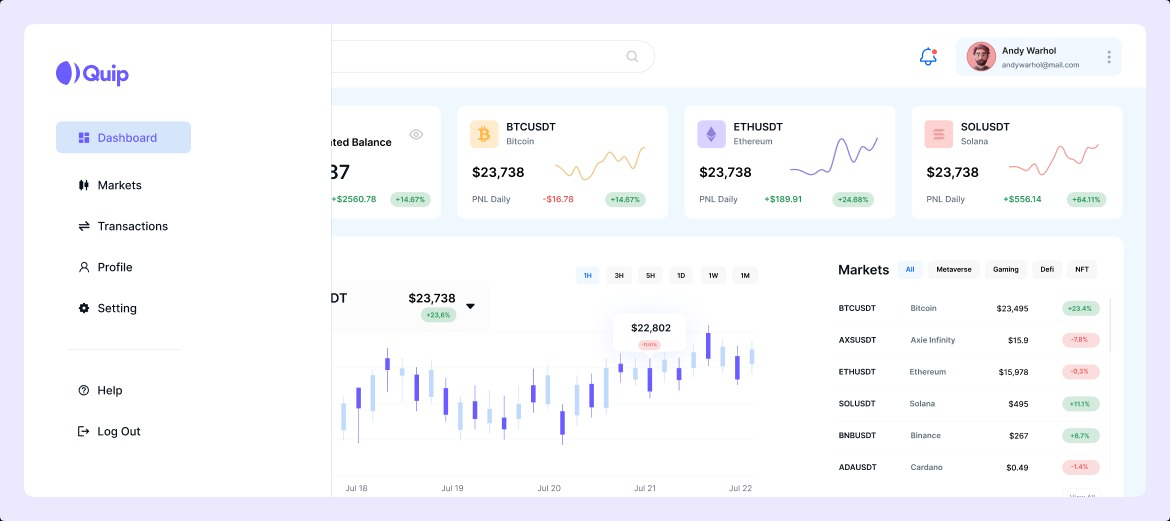 Quip
Dashboard
Markets
Transactions
Profile
Setting
Help
Log Out
Andy Warhol
andywarhol@mail.com
ted Balance
37
+$2560.78 +14.67%
BTCUSDT
Bitcoin
$23,738
PNL Daily -$16.78 +14.67%
ETHUSDT
Ethereum
$23,738
PNL Daily +$189.91 +24.68%
SOLUSDT
Solana
$23,738
PNL Daily +$556.14 +64.11%
1H 3H 5H 1D 1W 1M
DT $23,738
+23,6%
$22,802
Jul 18 Jul 19 Jul 20 Jul 21 Jul 22
Markets All Metaverse Gaming Defi NFT
BTCUSDT Bitcoin $23,495 +23.4%
AXSUSDT Axie Infinity $15.9 -7.8%
ETHUSDT Ethereum $15,978 -0,3%
SOLUSDT Solana $495 +11.1%
BNBUSDT Binance $267 +6.7%
ADAUSDT Cardano $0.49 -1.4%
View All